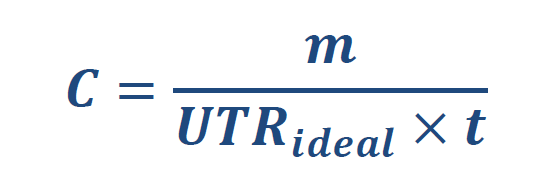 C = m / UTR_ideal × t